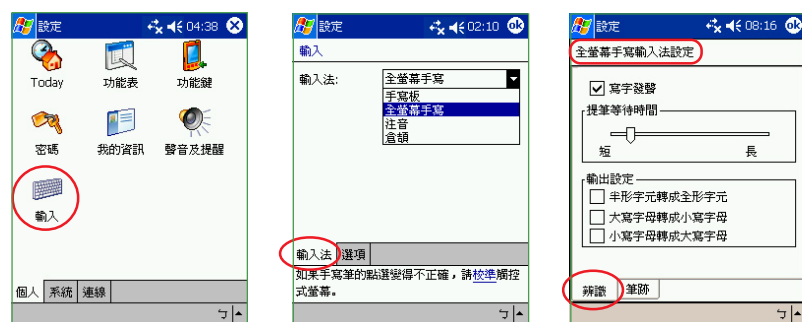 設定 04:38
Today 功能表 功能鍵
密碼 我的資訊 聲音及提醒
輸入
個人 系統 連線
ㄅ
設定 02:10 ok
輸入
輸入法: 全螢幕手寫
手寫板
全螢幕手寫
注音
倉頡
輸入法 選項
如果手寫筆的點選變得不正確，請校準觸控
式螢幕。
ㄅ
設定 08:16 ok
全螢幕手寫輸入法設定
寫字發聲
提筆等待時間
短 長
輸出設定
半形字元轉成全形字元
大寫字母轉成小寫字母
小寫字母轉成大寫字母
辨識 筆跡
ㄅ